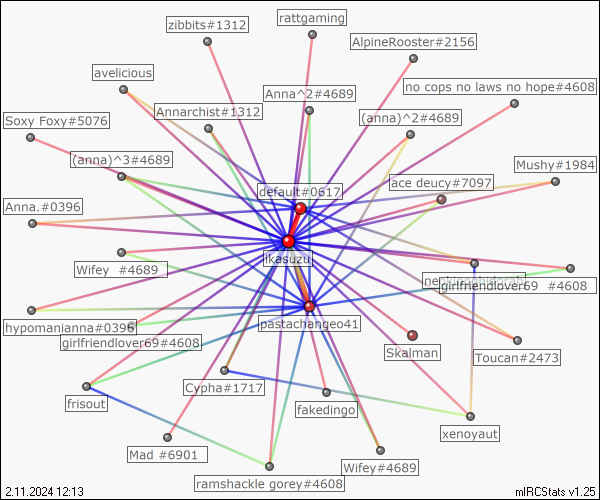 zibbits#1312
rattgaming
AlpineRooster#2156
avelicious
Anna^2#4689
no cops no laws no hope#4608
Annarchist#1312
(anna)^2#4689
Soxy Foxy#5076
(anna)^3#4689
Mushy#1984
default#0617
ace deucy#7097
Anna.#0396
ikasuzu
Wifey #4689
girlfriendlover69 #4608
hypomanianna#0396
pastachangeo41
girlfriendlover69#4608
Skalman
Toucan#2473
Cypha#1717
frisout
fakedingo
xenoyaut
Mad #6901
Wifey#4689
ramshackle gorey#4608
2.11.2024 12:13
mIRCStats v1.25